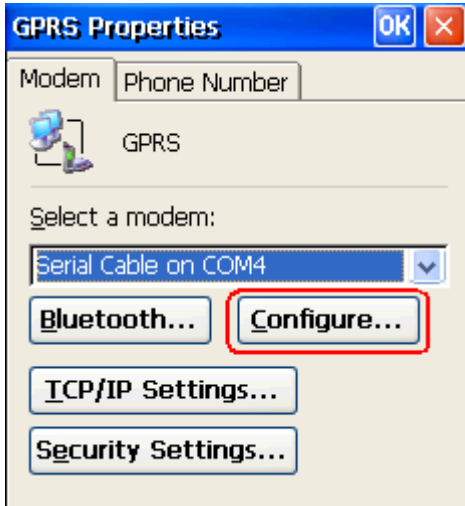 GPRS Properties OK
Modem Phone Number
GPRS
Select a modem:
Serial Cable on COM4
Bluetooth... Configure...
TCP/IP Settings...
Security Settings...